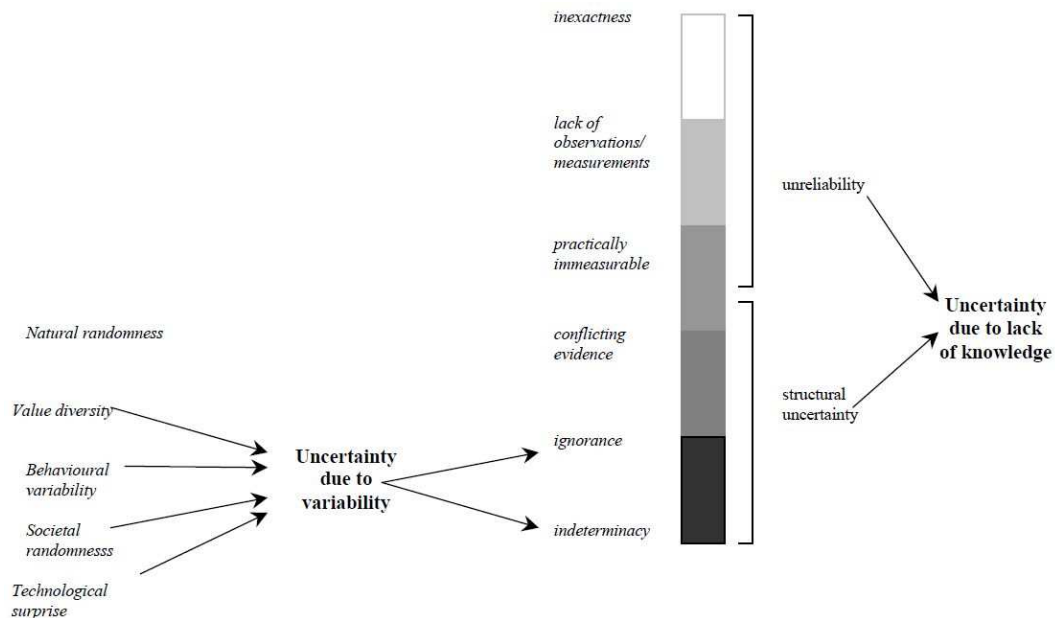 inexactness
lack of
observations/
measurements
unreliability
practically
immeasurable
Uncertainty
due to lack
of knowledge
Natural randomness
conflicting
evidence
structural
uncertainty
Value diversity
ignorance
Uncertainty
due to
variability
Behavioural
variability
Societal
randomnesss
indeterminacy
Technological
surprise